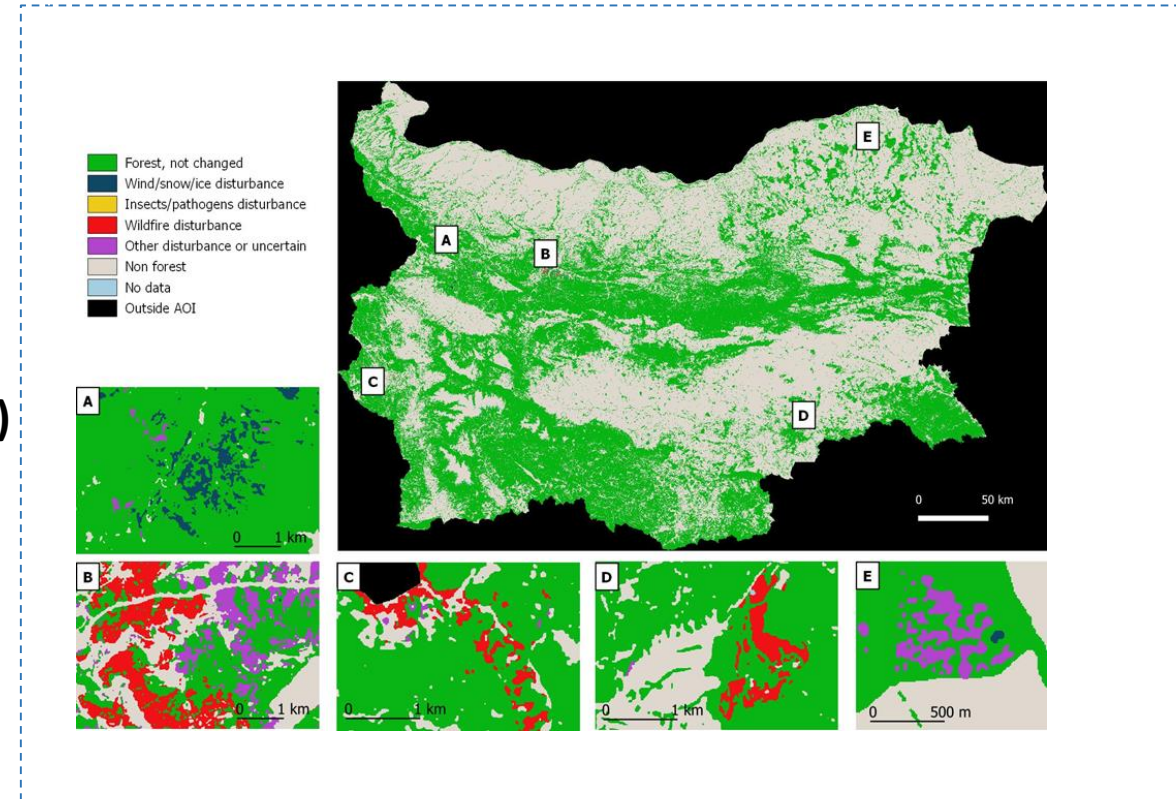 Forest, not changed
Wind/snow/ice disturbance
Insects/pathogens disturbance
Wildfire disturbance
Other disturbance or uncertain
Non forest
No data
Outside AOI
E
A
B
C
D
0 50 km
)
A
0 1 km
B
0 1 km
C
0 1 km
D
0 1 km
E
0 500 m